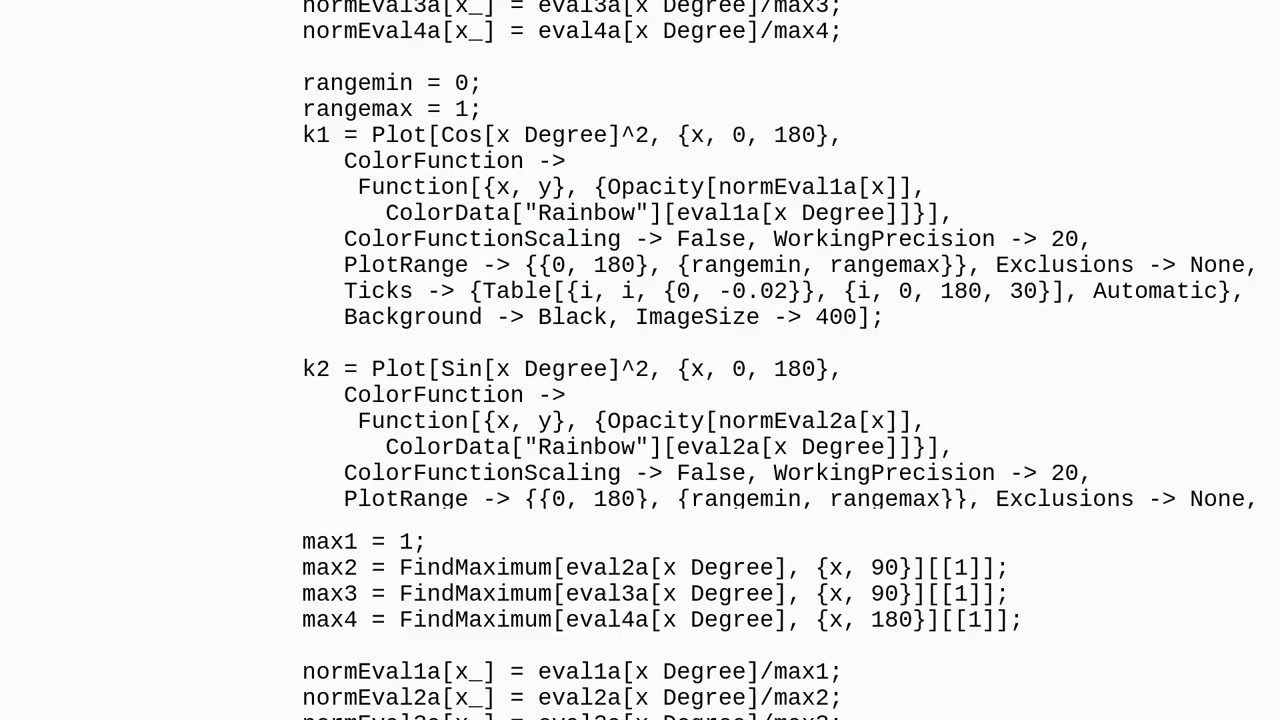 normEval3a[x_] = eval3a[x Degree]/max3;
normEval4a[x_] = eval4a[x Degree]/max4;
rangemin = 0;
rangemax = 1;
k1 = Plot[Cos[x Degree]^2, {x, 0, 180},
ColorFunction ->
Function[{x, y}, {Opacity[normEval1a[x]],
ColorData["Rainbow"][eval1a[x Degree]]}],
ColorFunctionScaling -> False, WorkingPrecision -> 20,
PlotRange -> {{0, 180}, {rangemin, rangemax}}, Exclusions -> None,
Ticks -> {Table[{i, i, {0, -0.02}}, {i, 0, 180, 30}], Automatic},
Background -> Black, ImageSize -> 400];
k2 = Plot[Sin[x Degree]^2, {x, 0, 180},
ColorFunction ->
Function[{x, y}, {Opacity[normEval2a[x]],
ColorData["Rainbow"][eval2a[x Degree]]}],
ColorFunctionScaling -> False, WorkingPrecision -> 20,
PlotRange -> {{0, 180}, {rangemin, rangemax}}, Exclusions -> None,
max1 = 1;
max2 = FindMaximum[eval2a[x Degree], {x, 90}][[1]];
max3 = FindMaximum[eval3a[x Degree], {x, 90}][[1]];
max4 = FindMaximum[eval4a[x Degree], {x, 180}][[1]];
normEval1a[x_] = eval1a[x Degree]/max1;
normEval2a[x_] = eval2a[x Degree]/max2;
normEval3a[x_] = eval3a[x Degree]/max3;